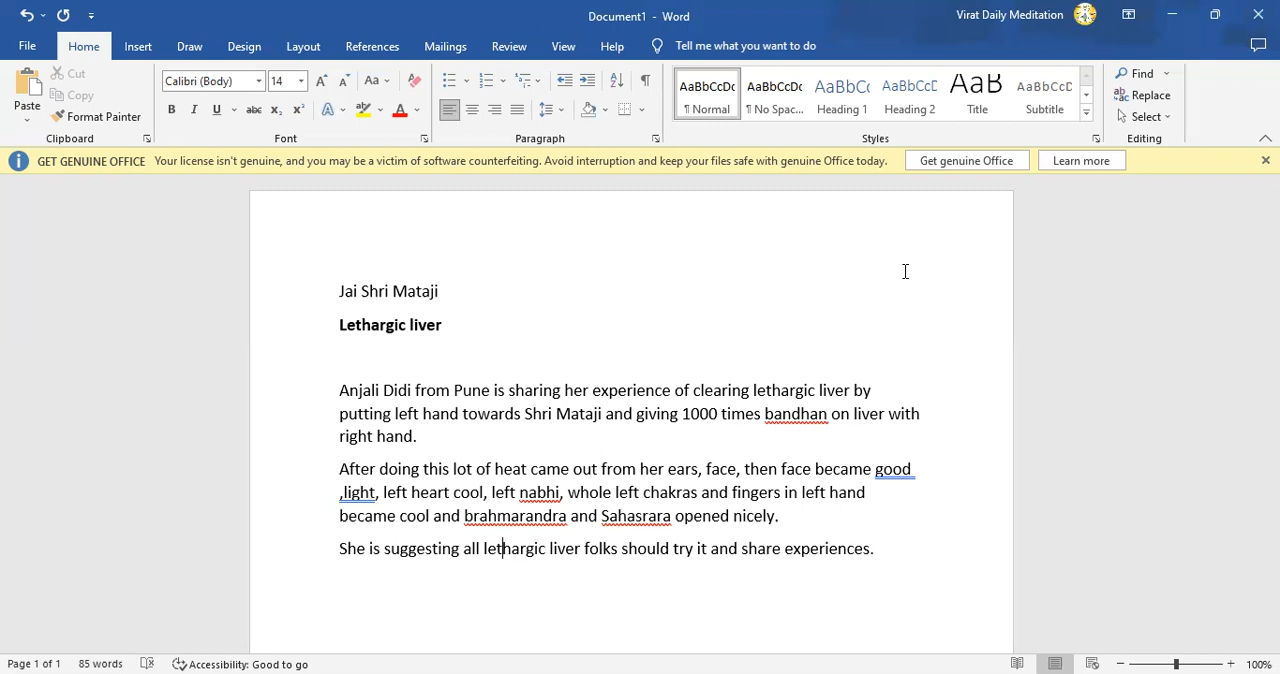 Document1 - Word
Virat Daily Meditation
File Home Insert Draw Design Layout References Mailings Review View Help Tell me what you want to do
Paste
Cut
Copy
Format Painter
Clipboard
Calibri (Body) 14
Font
Paragraph
AaBbCcDc AaBbCcDc AaBbCc AaBbCcD AaB AaBbCcD
¶ Normal ¶ No Spac... Heading 1 Heading 2 Title Subtitle
Styles
Find
Replace
Select
Editing
GET GENUINE OFFICE Your license isn't genuine, and you may be a victim of software counterfeiting. Avoid interruption and keep your files safe with genuine Office today. Get genuine Office Learn more
Jai Shri Mataji
Lethargic liver
Anjali Didi from Pune is sharing her experience of clearing lethargic liver by
putting left hand towards Shri Mataji and giving 1000 times bandhan on liver with
right hand.
After doing this lot of heat came out from her ears, face, then face became good
,light, left heart cool, left nabhi, whole left chakras and fingers in left hand
became cool and brahmarandra and Sahasrara opened nicely.
She is suggesting all lethargic liver folks should try it and share experiences.
Page 1 of 1 85 words Accessibility: Good to go 100%